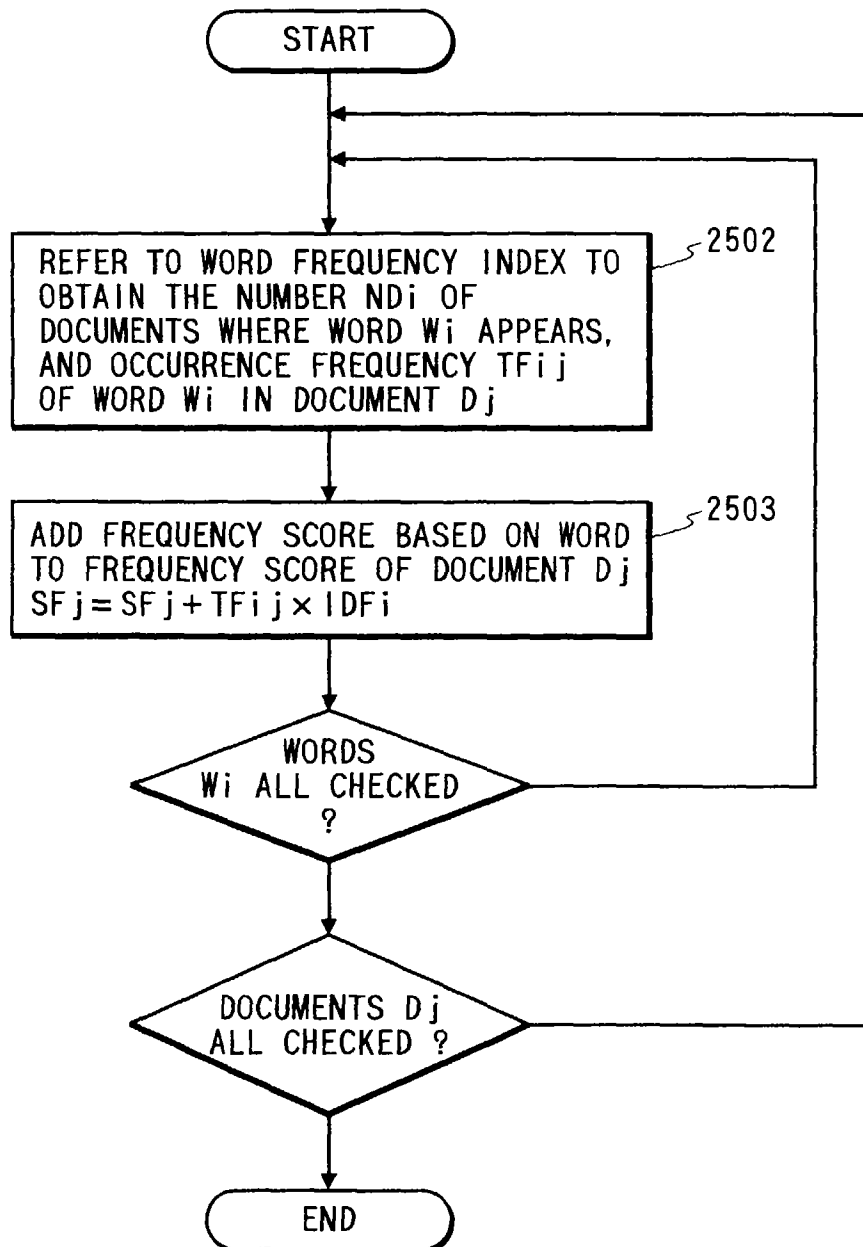 START
REFER TO WORD FREQUENCY INDEX TO
OBTAIN THE NUMBER NDi OF
DOCUMENTS WHERE WORD Wi APPEARS,
AND OCCURRENCE FREQUENCY TFij
OF WORD Wi IN DOCUMENT Dj
2502
ADD FREQUENCY SCORE BASED ON WORD
TO FREQUENCY SCORE OF DOCUMENT Dj
SFj=SFj+TFij×IDFi
2503
WORDS
Wi ALL CHECKED
?
DOCUMENTS Dj
ALL CHECKED ?
END